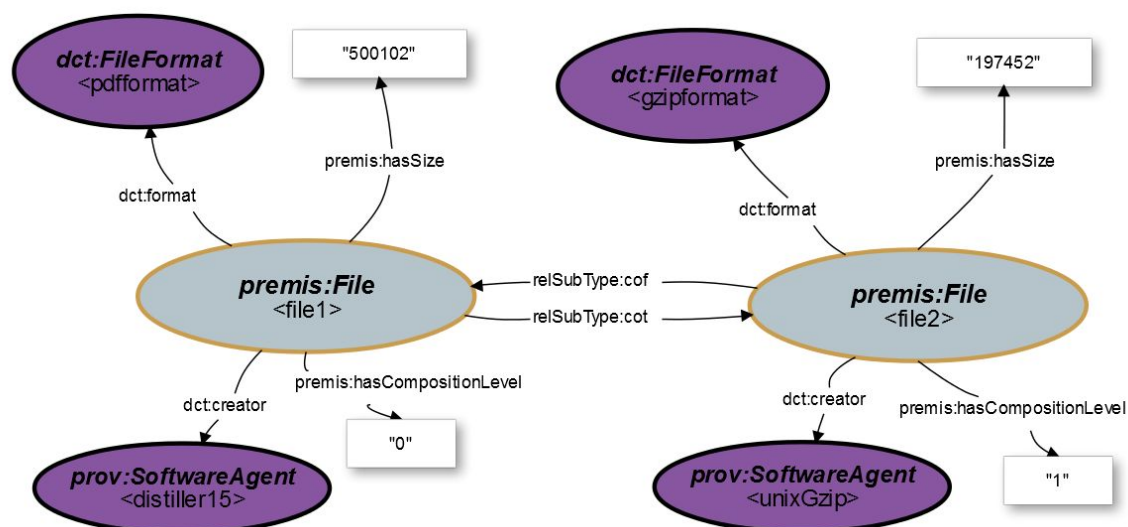 dct:FileFormat
<pdfformat>
"500102"
dct:FileFormat
<gzipformat>
"197452"
premis:hasSize
dct:format
premis:hasSize
dct:format
premis:File
<file1>
relSubType:cof
relSubType:cot
premis:File
<file2>
premis:hasCompositionLevel
dct:creator
"0"
dct:creator
premis:hasCompositionLevel
prov:SoftwareAgent
<distiller15>
prov:SoftwareAgent
<unixGzip>
"1"